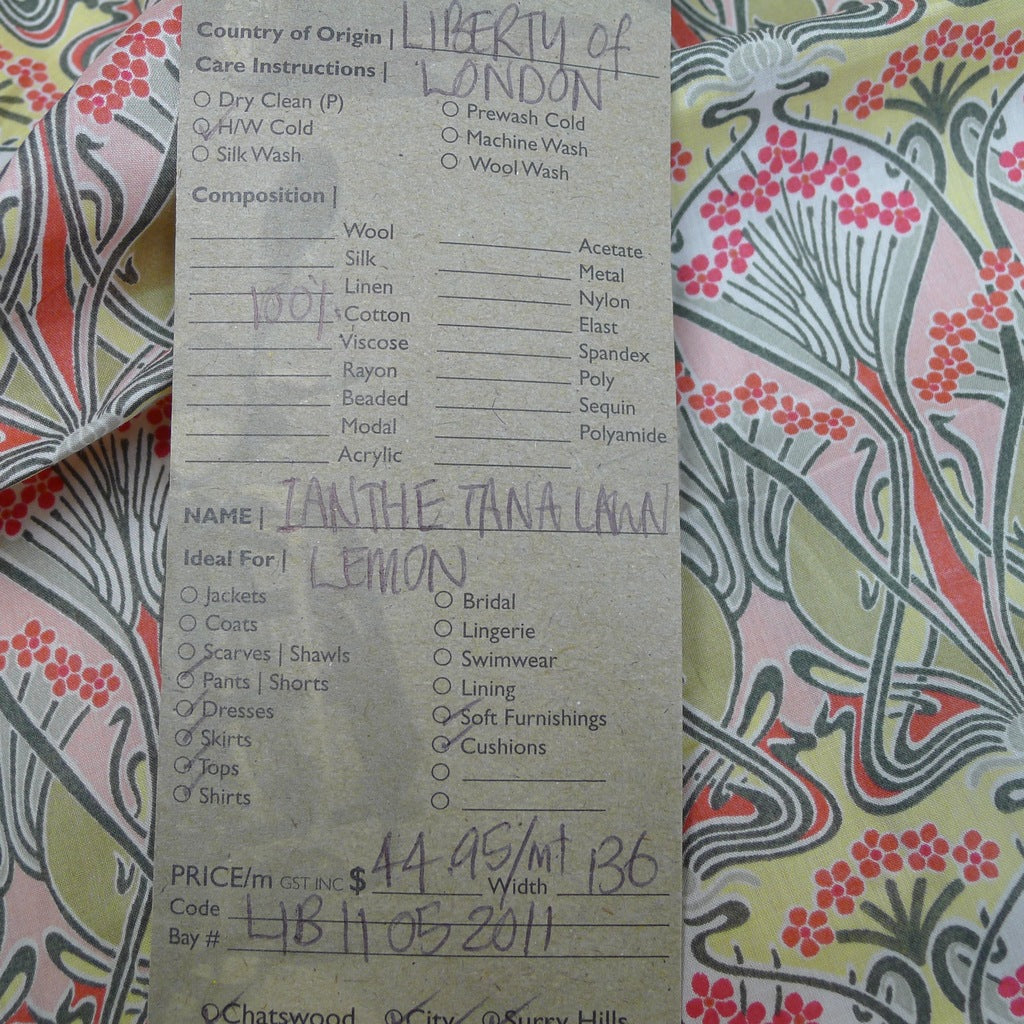 Country of Origin | LIBERTY of
Care Instructions | LONDON
Dry Clean (P) Prewash Cold
H/W Cold Machine Wash
Silk Wash Wool Wash
Composition |
Wool Acetate
Silk Metal
Linen Nylon
100% Cotton Elast
Viscose Spandex
Rayon Poly
Beaded Sequin
Modal Polyamide
Acrylic
NAME | IANTHE TANA LAWN
Ideal For | LEMON
Jackets Bridal
Coats Lingerie
Scarves | Shawls Swimwear
Pants | Shorts Lining
Dresses Soft Furnishings
Skirts Cushions
Tops
Shirts
PRICE/m GST INC $ 44.95/mt Width 136
Code LIB 11 05 2011
Bay #
Chatswood City Surry Hills